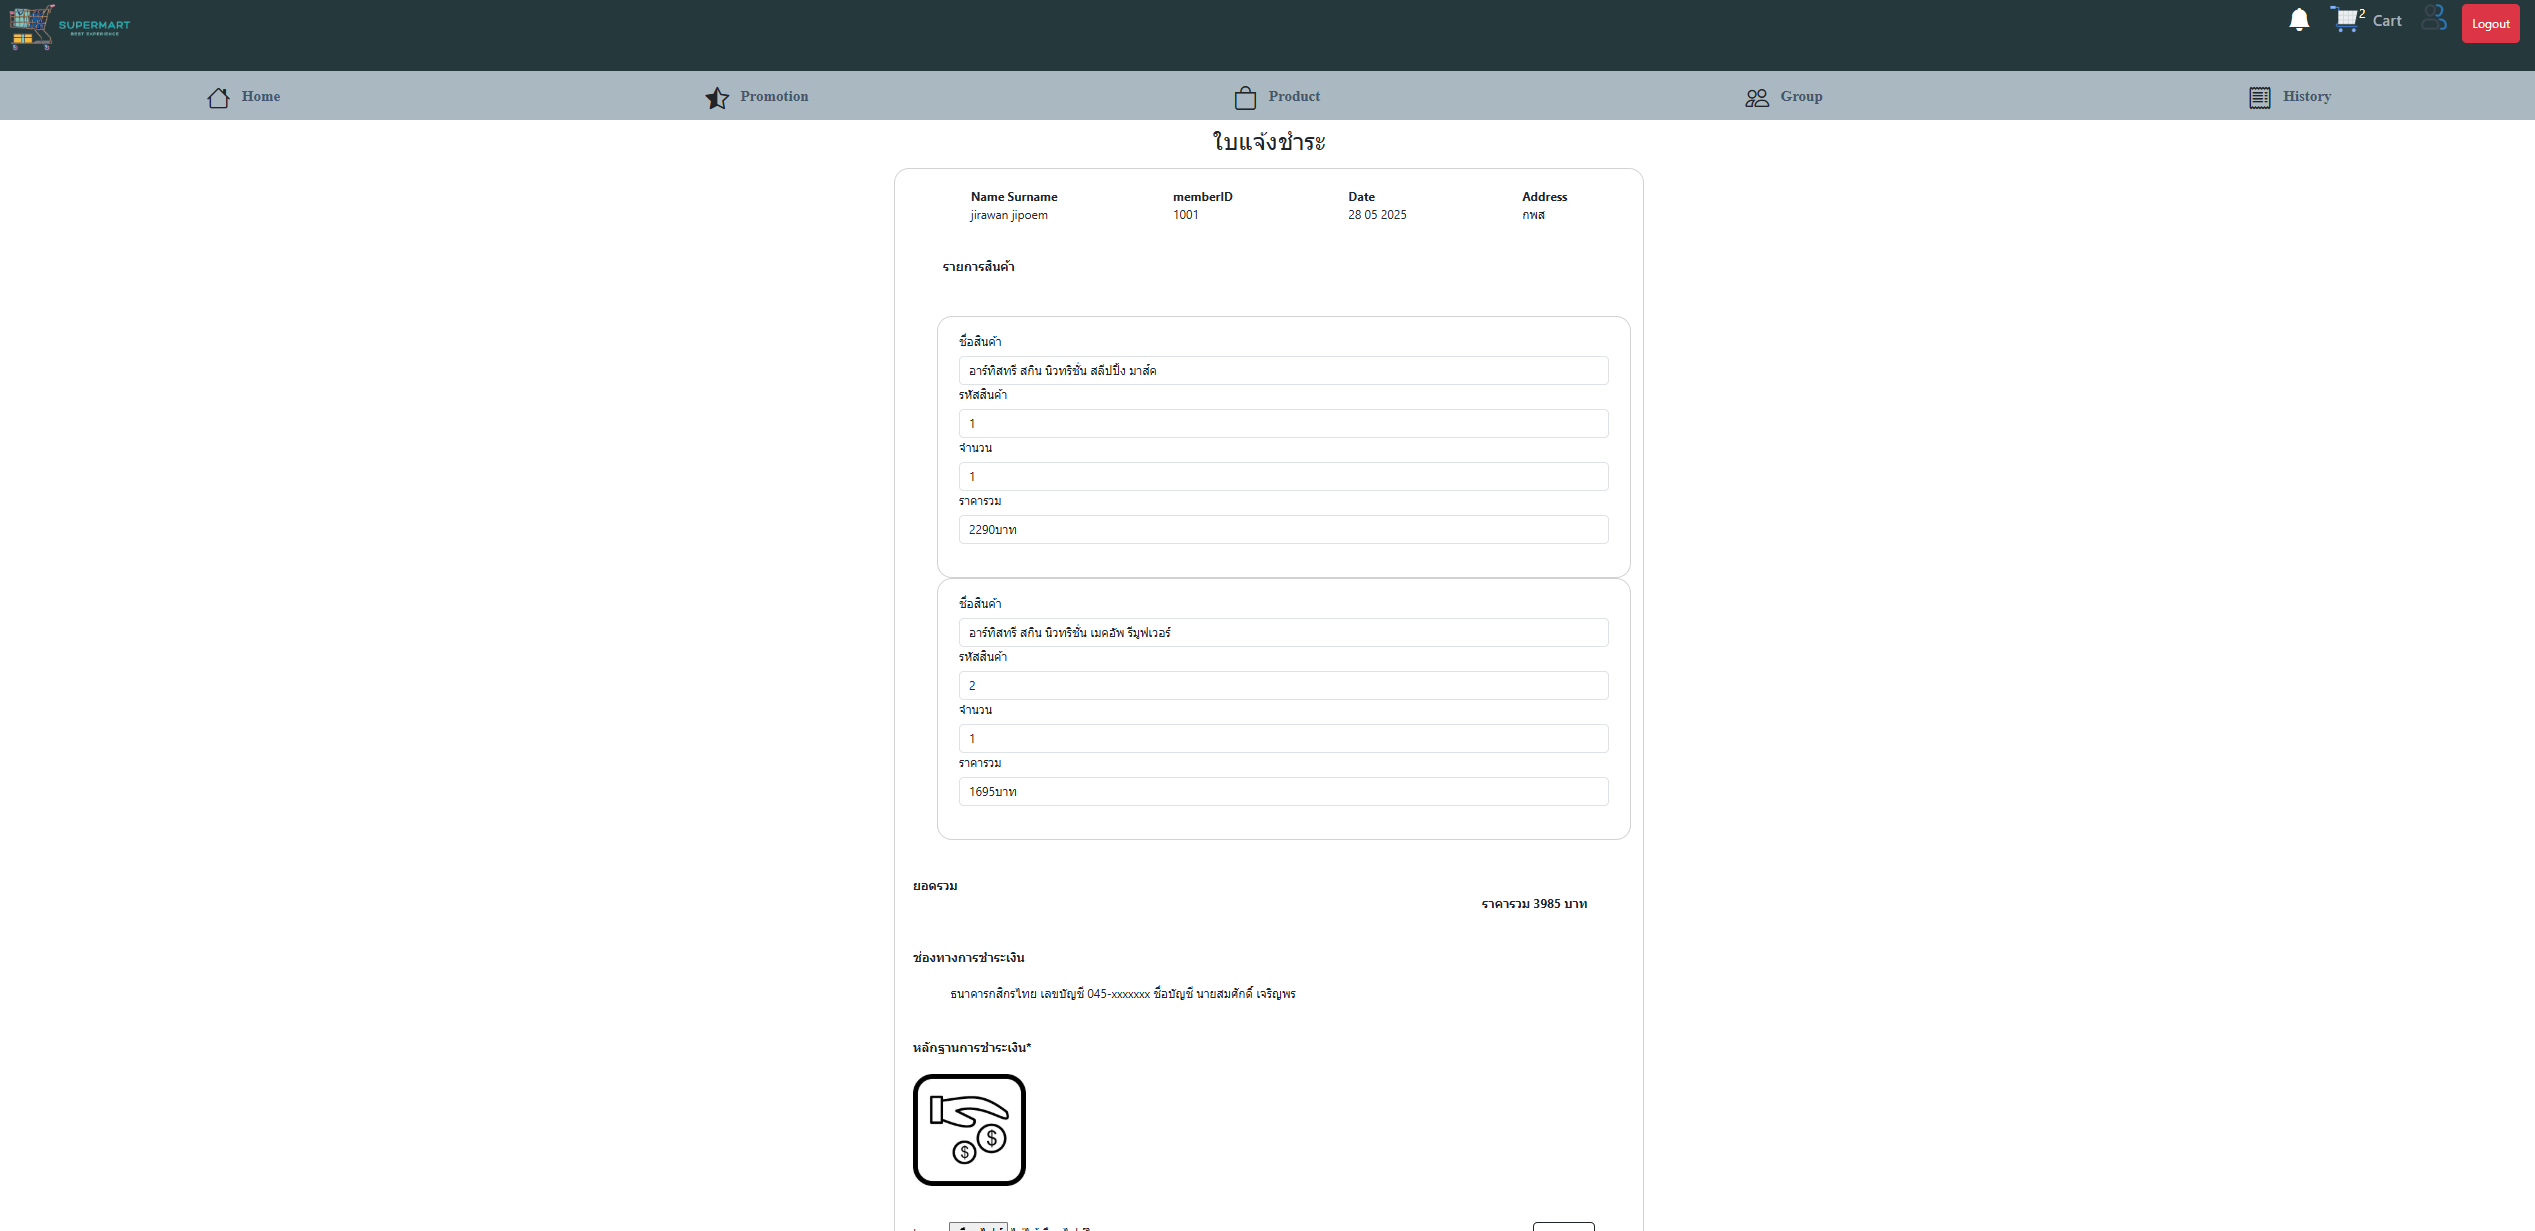 SUPERMART
BEST EXPERIENCE
2 Cart
Logout
Home
Promotion
Product
Group
History
ใบแจ้งชำระ
Name Surname memberID Date Address
jirawan jipoem 1001 28 05 2025 กพส
รายการสินค้า
ชื่อสินค้า
อาร์ทิสทรี สกิน นิวทริชั่น สลีปปิ้ง มาส์ค
รหัสสินค้า
1
จำนวน
1
ราคารวม
2290บาท
ชื่อสินค้า
อาร์ทิสทรี สกิน นิวทริชั่น เมคอัพ รีมูฟเวอร์
รหัสสินค้า
2
จำนวน
1
ราคารวม
1695บาท
ยอดรวม
ราคารวม 3985 บาท
ช่องทางการชำระเงิน
ธนาคารกสิกรไทย เลขบัญชี 045-xxxxxxx ชื่อบัญชี นายสมศักดิ์ เจริญพร
หลักฐานการชำระเงิน*